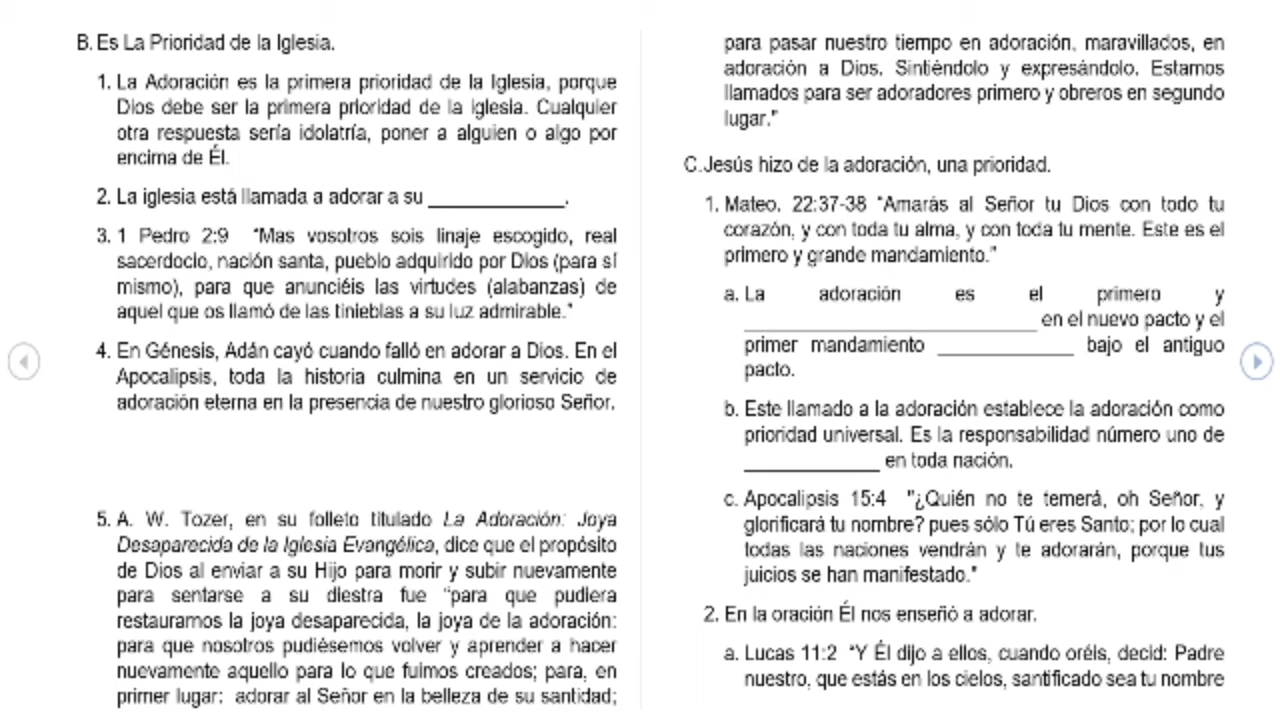 B. Es La Prioridad de la Iglesia.
1. La Adoración es la primera prioridad de la Iglesia, porque
Dios debe ser la primera prioridad de la iglesia. Cualquier
otra respuesta sería idolatría, poner a alguien o algo por
encima de Él.
2. La iglesia está llamada a adorar a su _____________.
3. 1 Pedro 2:9 “Mas vosotros sois linaje escogido, real
sacerdocio, nación santa, pueblo adquirido por Dios (para sí
mismo), para que anunciéis las virtudes (alabanzas) de
aquel que os llamó de las tinieblas a su luz admirable.”
4. En Génesis, Adán cayó cuando falló en adorar a Dios. En el
Apocalipsis, toda la historia culmina en un servicio de
adoración eterna en la presencia de nuestro glorioso Señor.
5. A. W. Tozer, en su folleto titulado La Adoración: Joya
Desaparecida de la Iglesia Evangélica, dice que el propósito
de Dios al enviar a su Hijo para morir y subir nuevamente
para sentarse a su diestra fue “para que pudiera
restaurarnos la joya desaparecida, la joya de la adoración:
para que nosotros pudiésemos volver y aprender a hacer
nuevamente aquello para lo que fuimos creados; para, en
primer lugar: adorar al Señor en la belleza de su santidad;
para pasar nuestro tiempo en adoración, maravillados, en
adoración a Dios. Sintiéndolo y expresándolo. Estamos
llamados para ser adoradores primero y obreros en segundo
lugar.”
C. Jesús hizo de la adoración, una prioridad.
1. Mateo. 22:37-38 “Amarás al Señor tu Dios con todo tu
corazón, y con toda tu alma, y con toda tu mente. Este es el
primero y grande mandamiento.”
a. La adoración es el primero y
____________________________ en el nuevo pacto y el
primer mandamiento _____________ bajo el antiguo
pacto.
b. Este llamado a la adoración establece la adoración como
prioridad universal. Es la responsabilidad número uno de
_____________ en toda nación.
c. Apocalipsis 15:4 "¿Quién no te temerá, oh Señor, y
glorificará tu nombre? pues sólo Tú eres Santo; por lo cual
todas las naciones vendrán y te adorarán, porque tus
juicios se han manifestado."
2. En la oración Él nos enseñó a adorar.
a. Lucas 11:2 “Y Él dijo a ellos, cuando oréis, decid: Padre
nuestro, que estás en los cielos, santificado sea tu nombre